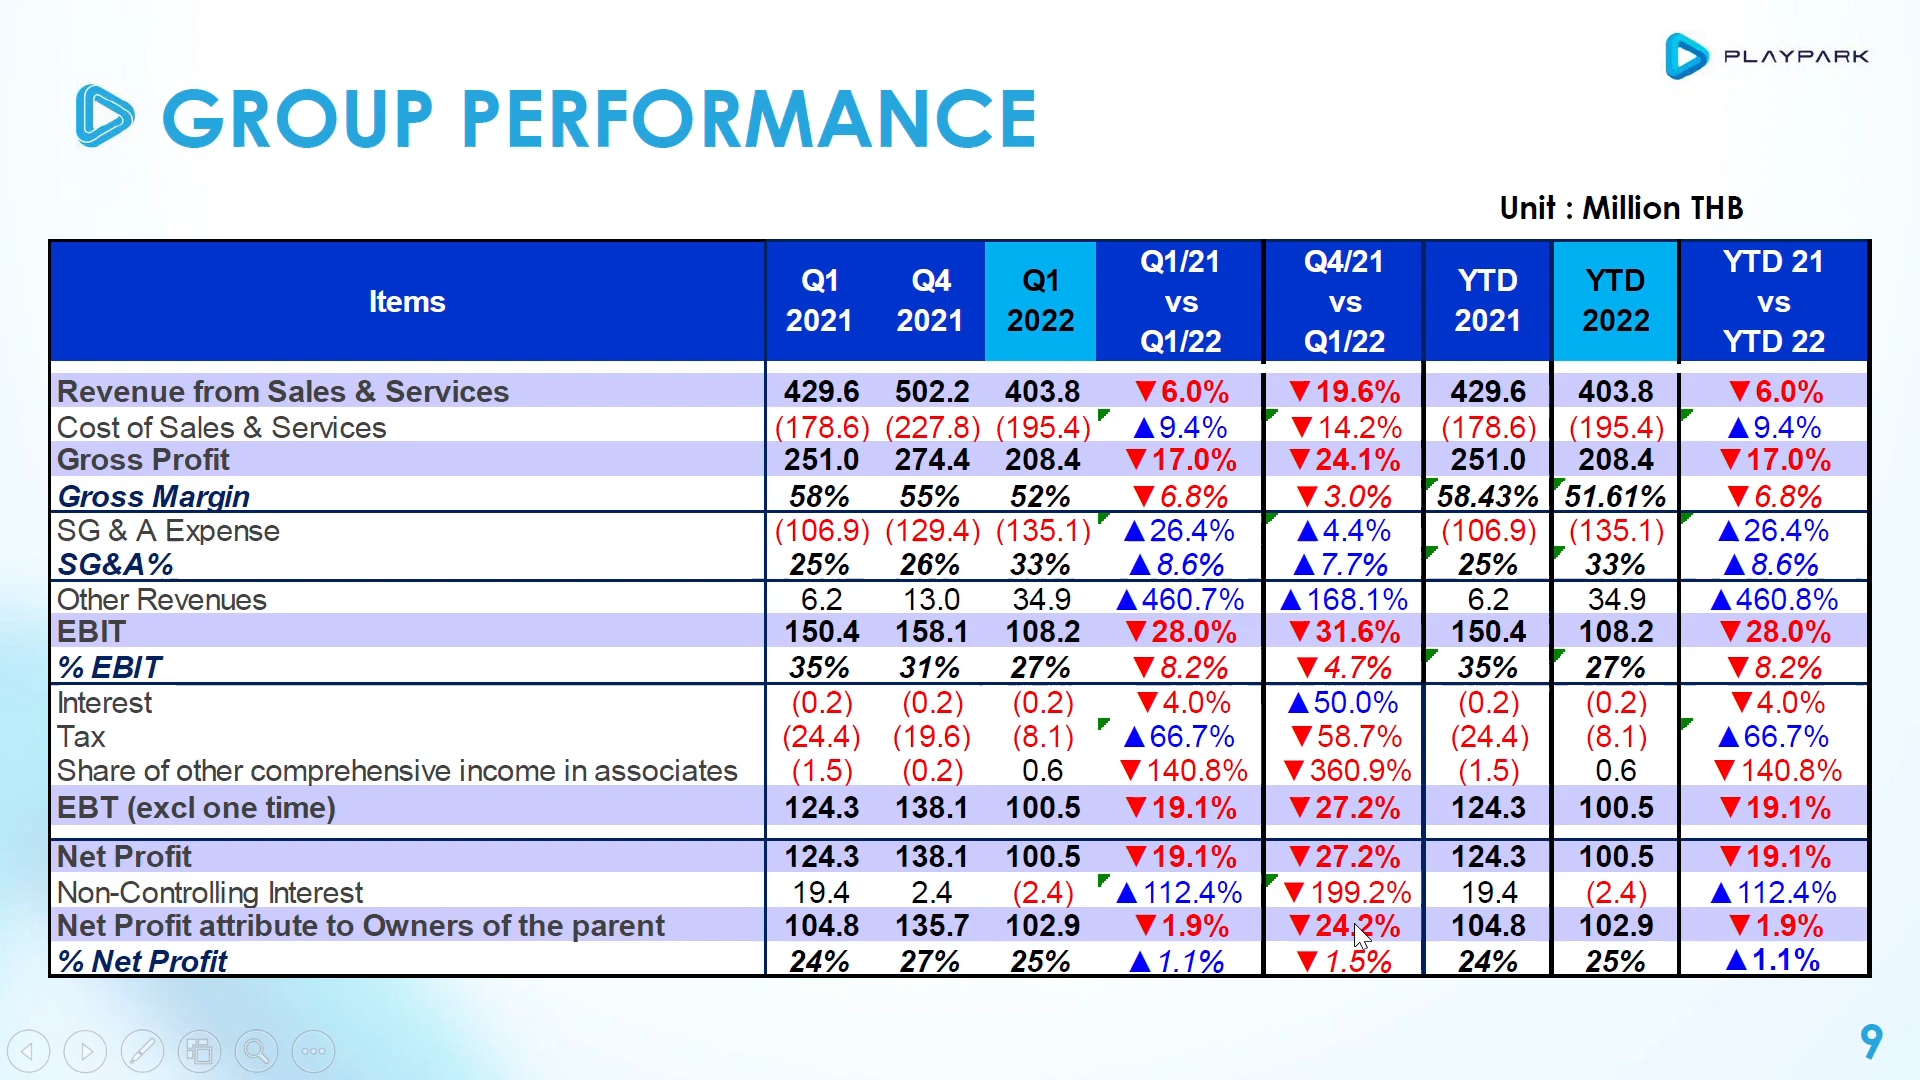 PLAYPARK
GROUP PERFORMANCE
Unit : Million THB
Items Q1 2021 Q4 2021 Q1 2022 Q1/21 vs Q1/22 Q4/21 vs Q1/22 YTD 2021 YTD 2022 YTD 21 vs YTD 22
Revenue from Sales & Services 429.6 502.2 403.8 ▼6.0% ▼19.6% 429.6 403.8 ▼6.0%
Cost of Sales & Services (178.6) (227.8) (195.4) ▲9.4% ▼14.2% (178.6) (195.4) ▲9.4%
Gross Profit 251.0 274.4 208.4 ▼17.0% ▼24.1% 251.0 208.4 ▼17.0%
Gross Margin 58% 55% 52% ▼6.8% ▼3.0% 58.43% 51.61% ▼6.8%
SG & A Expense (106.9) (129.4) (135.1) ▲26.4% ▲4.4% (106.9) (135.1) ▲26.4%
SG&A% 25% 26% 33% ▲8.6% ▲7.7% 25% 33% ▲8.6%
Other Revenues 6.2 13.0 34.9 ▲460.7% ▲168.1% 6.2 34.9 ▲460.8%
EBIT 150.4 158.1 108.2 ▼28.0% ▼31.6% 150.4 108.2 ▼28.0%
% EBIT 35% 31% 27% ▼8.2% ▼4.7% 35% 27% ▼8.2%
Interest (0.2) (0.2) (0.2) ▼4.0% ▲50.0% (0.2) (0.2) ▼4.0%
Tax (24.4) (19.6) (8.1) ▲66.7% ▼58.7% (24.4) (8.1) ▲66.7%
Share of other comprehensive income in associates (1.5) (0.2) 0.6 ▼140.8% ▼360.9% (1.5) 0.6 ▼140.8%
EBT (excl one time) 124.3 138.1 100.5 ▼19.1% ▼27.2% 124.3 100.5 ▼19.1%
Net Profit 124.3 138.1 100.5 ▼19.1% ▼27.2% 124.3 100.5 ▼19.1%
Non-Controlling Interest 19.4 2.4 (2.4) ▲112.4% ▼199.2% 19.4 (2.4) ▲112.4%
Net Profit attribute to Owners of the parent 104.8 135.7 102.9 ▼1.9% ▼24.2% 104.8 102.9 ▼1.9%
% Net Profit 24% 27% 25% ▲1.1% ▼1.5% 24% 25% ▲1.1%
9